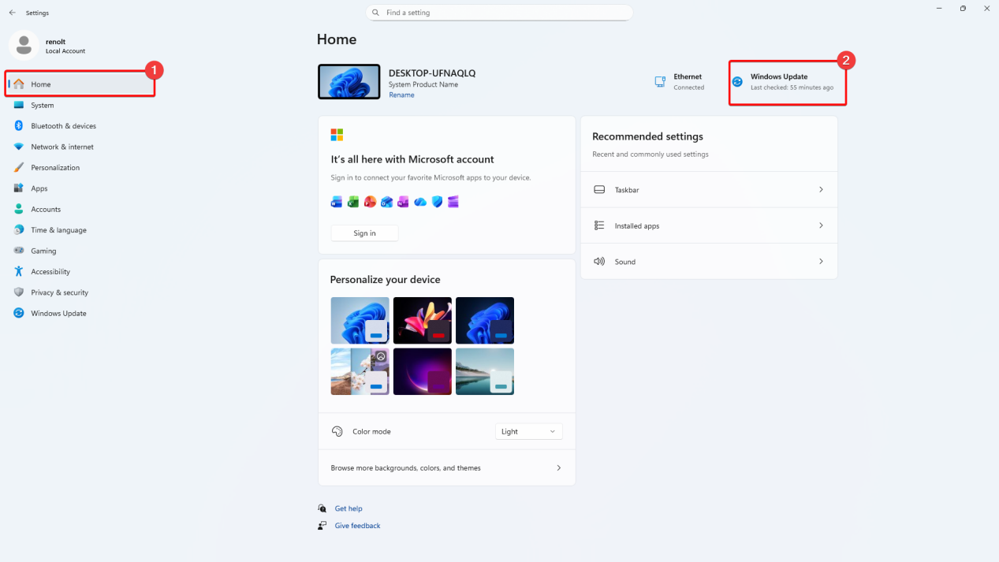 Settings
Find a setting
renolt
Local Account
1
Home
System
Bluetooth & devices
Network & internet
Personalization
Apps
Accounts
Time & language
Gaming
Accessibility
Privacy & security
Windows Update
Home
DESKTOP-UFNAQLQ
System Product Name
Rename
Ethernet
Connected
2
Windows Update
Last checked: 55 minutes ago
It's all here with Microsoft account
Sign in to connect your favorite Microsoft apps to your device.
Sign in
Recommended settings
Recent and commonly used settings
Taskbar
Installed apps
Sound
Personalize your device
Color mode
Light
Browse more backgrounds, colors, and themes
Get help
Give feedback